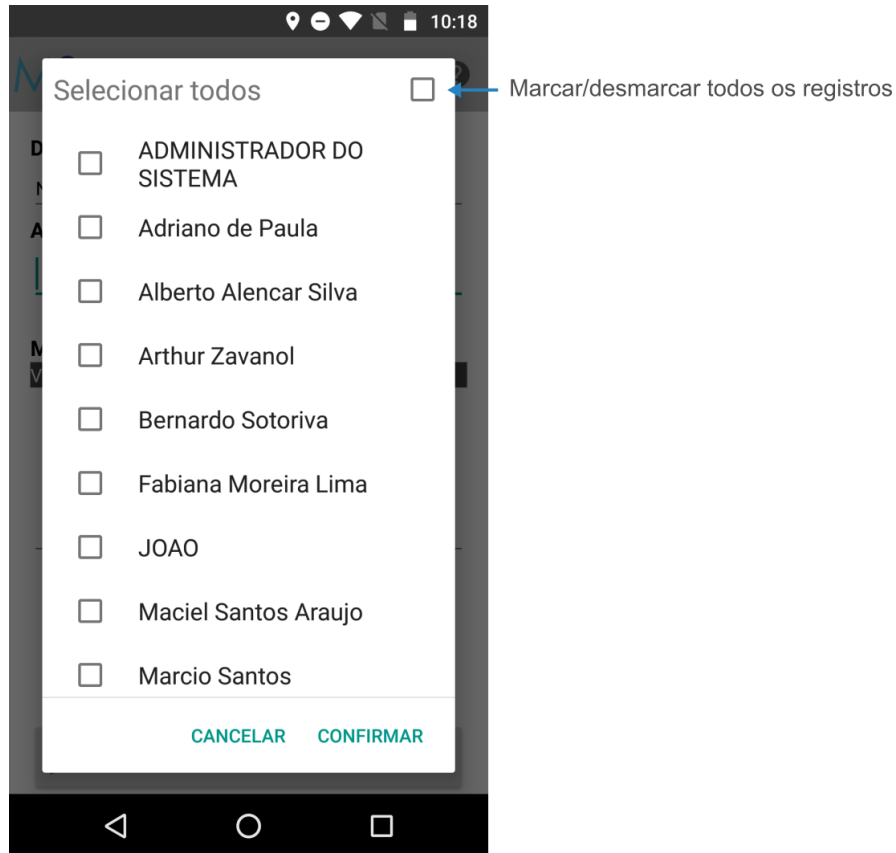 10:18
Selecionar todos
Marcar/desmarcar todos os registros
ADMINISTRADOR DO
SISTEMA
Adriano de Paula
Alberto Alencar Silva
Arthur Zavanol
Bernardo Sotoriva
Fabiana Moreira Lima
JOAO
Maciel Santos Araujo
Marcio Santos
CANCELAR CONFIRMAR